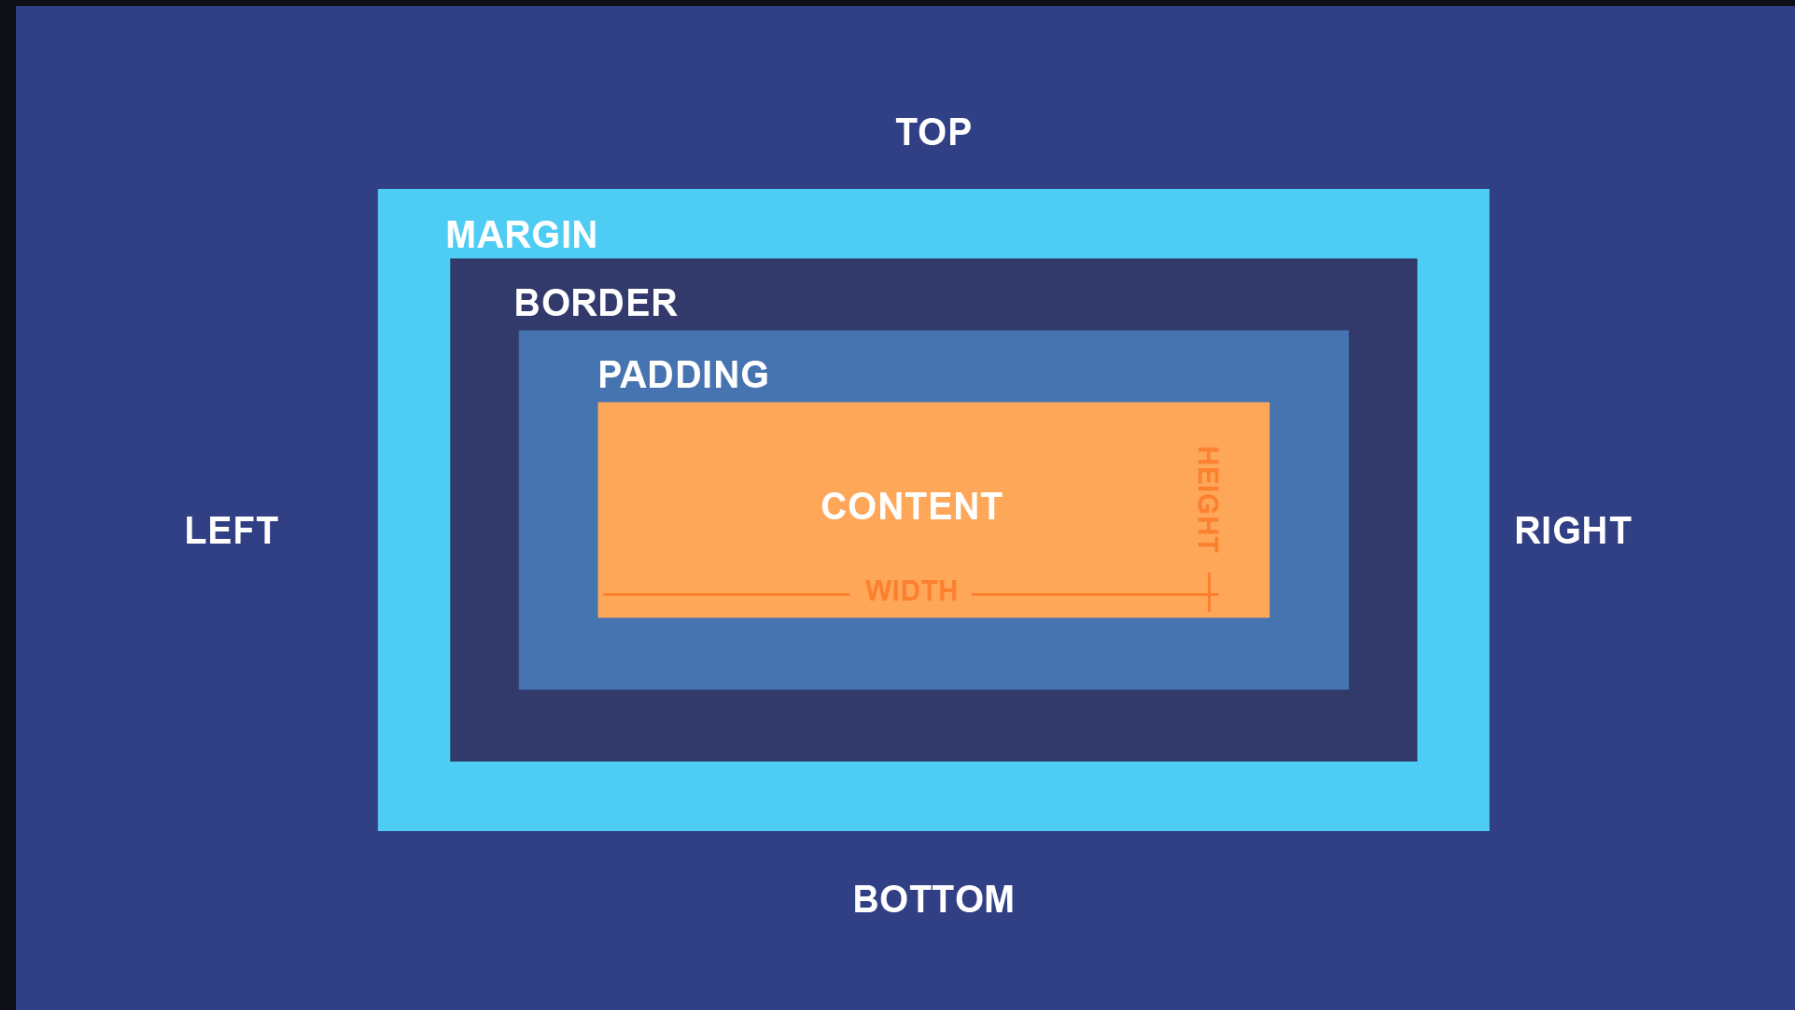 TOP
MARGIN
BORDER
PADDING
CONTENT
HEIGHT
WIDTH
LEFT
RIGHT
BOTTOM